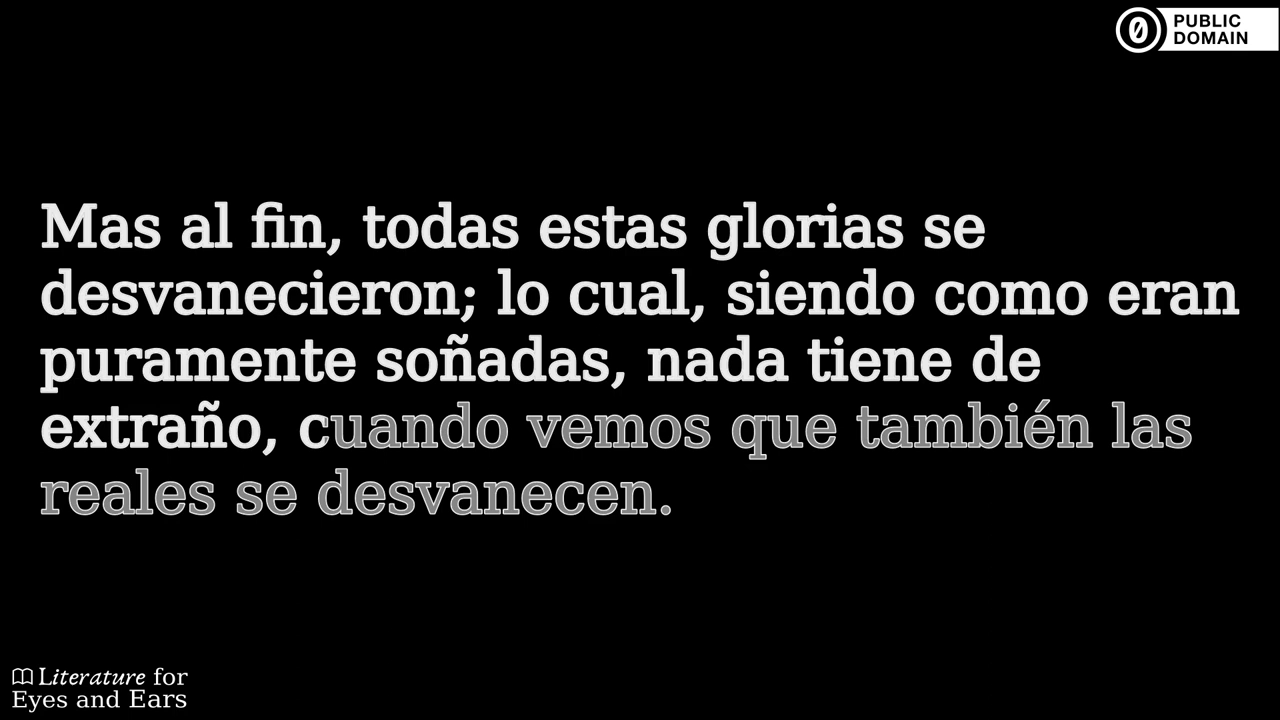 PUBLIC
DOMAIN
Mas al fin, todas estas glorias se
desvanecieron; lo cual, siendo como eran
puramente soñadas, nada tiene de
extraño, cuando vemos que también las
reales se desvanecen.
Literature for
Eyes and Ears